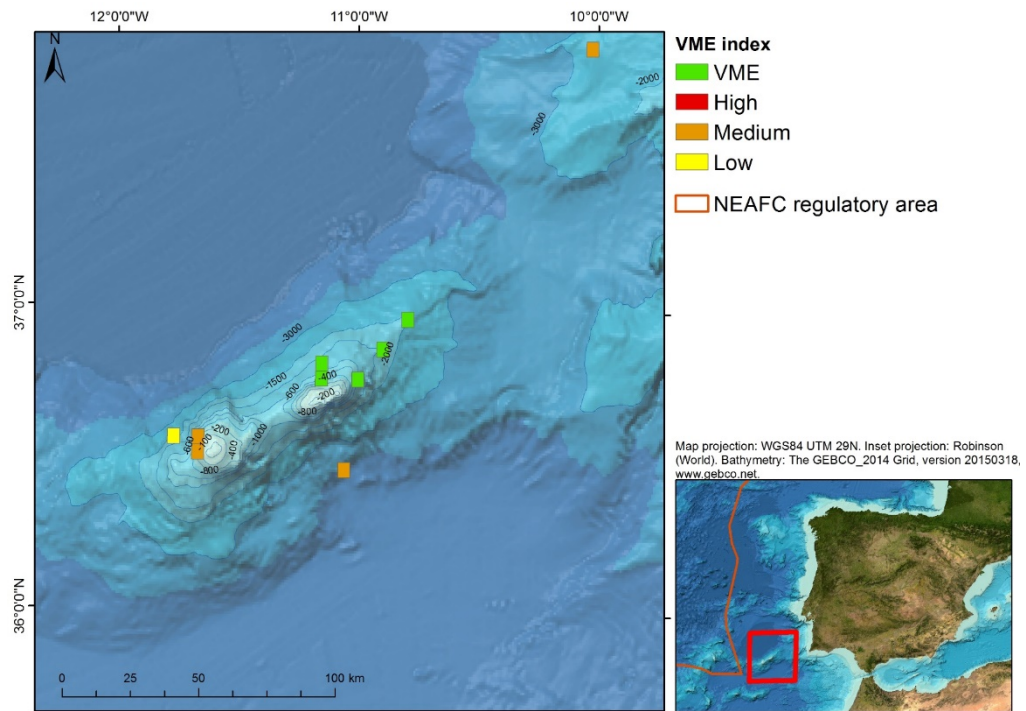 12°0'0"W 11°0'0"W 10°0'0"W
N
37°0'0"N
36°0'0"N
-2000
-3000
-3000
-2000
-1500
-400
-600
-200
-800
-200
-1000
-600
-100
-400
-800
0 25 50 100 km
VME index
VME
High
Medium
Low
NEAFC regulatory area
Map projection: WGS84 UTM 29N. Inset projection: Robinson
(World). Bathymetry: The GEBCO_2014 Grid, version 20150318,
www.gebco.net.